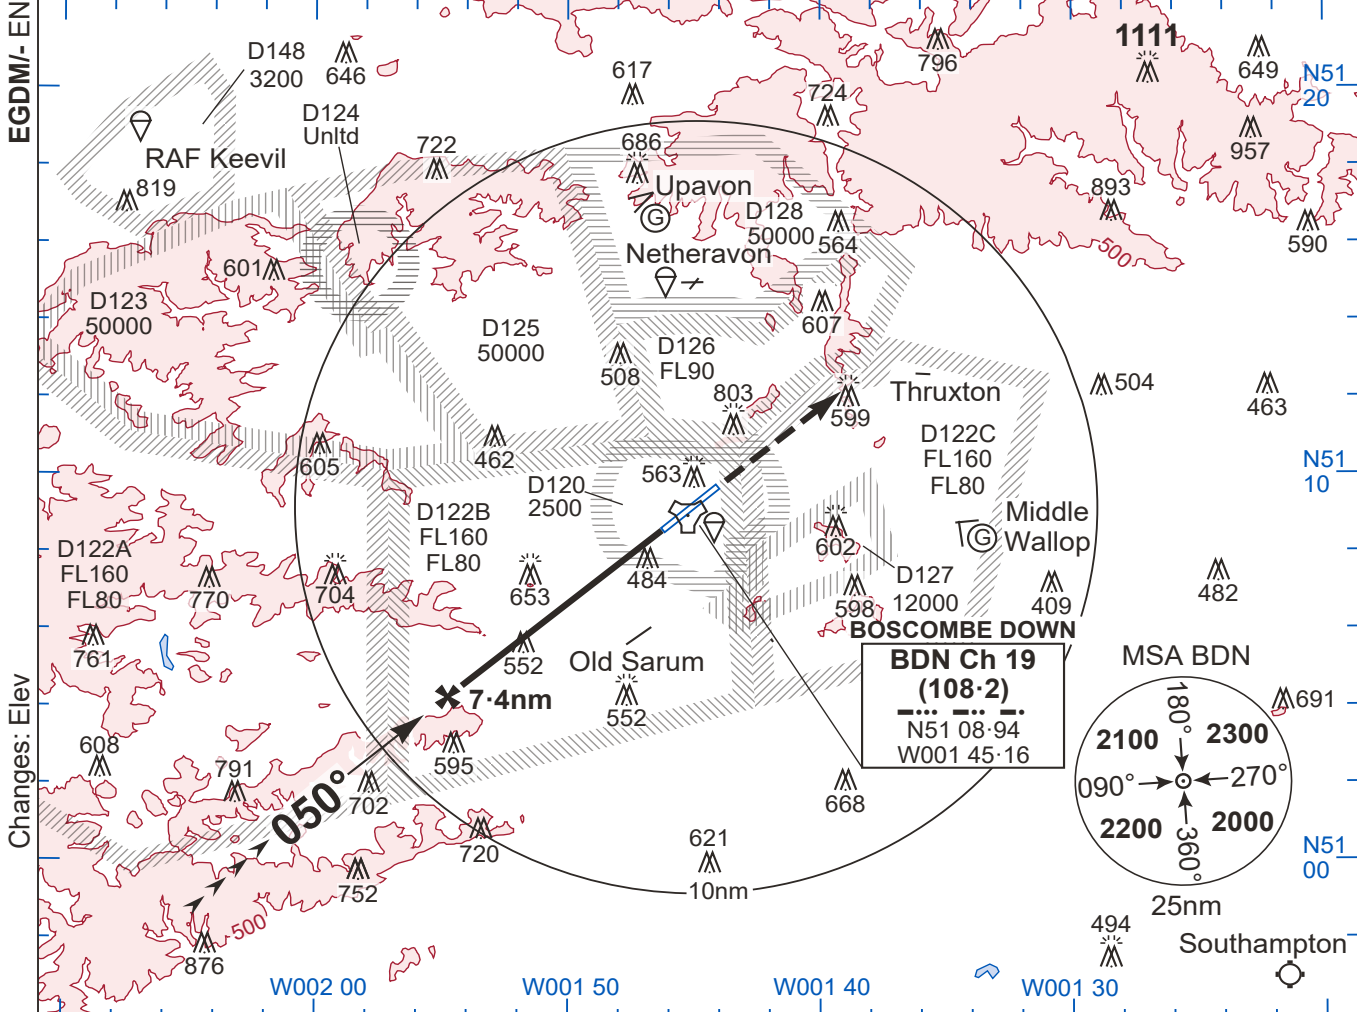 EGDM/- EN
Changes: Elev
D148
3200
646
617
796
1111
649
N51
20
D124
Unltd
724
957
RAF Keevil
722
686
819
Upavon
893
G
D128
50000
564
590
500
Netheravon
601
D123
50000
D125
50000
607
D126
FL90
508
504
463
Thruxton
803
599
605
462
D122C
FL160
FL80
N51
10
563
D120
2500
D122B
FL160
FL80
Middle
Wallop
G
602
D122A
FL160
FL80
770
704
653
484
D127
12000
598
409
482
BOSCOMBE DOWN
BDN Ch 19
(108·2)
N51 08·94
W001 45·16
761
552
Old Sarum
552
7·4nm
MSA BDN
180°
2100
2300
090°
270°
2200
2000
360°
25nm
691
608
791
595
050°
702
668
N51
00
720
621
752
10nm
500
876
494
Southampton
W002 00
W001 50
W001 40
W001 30